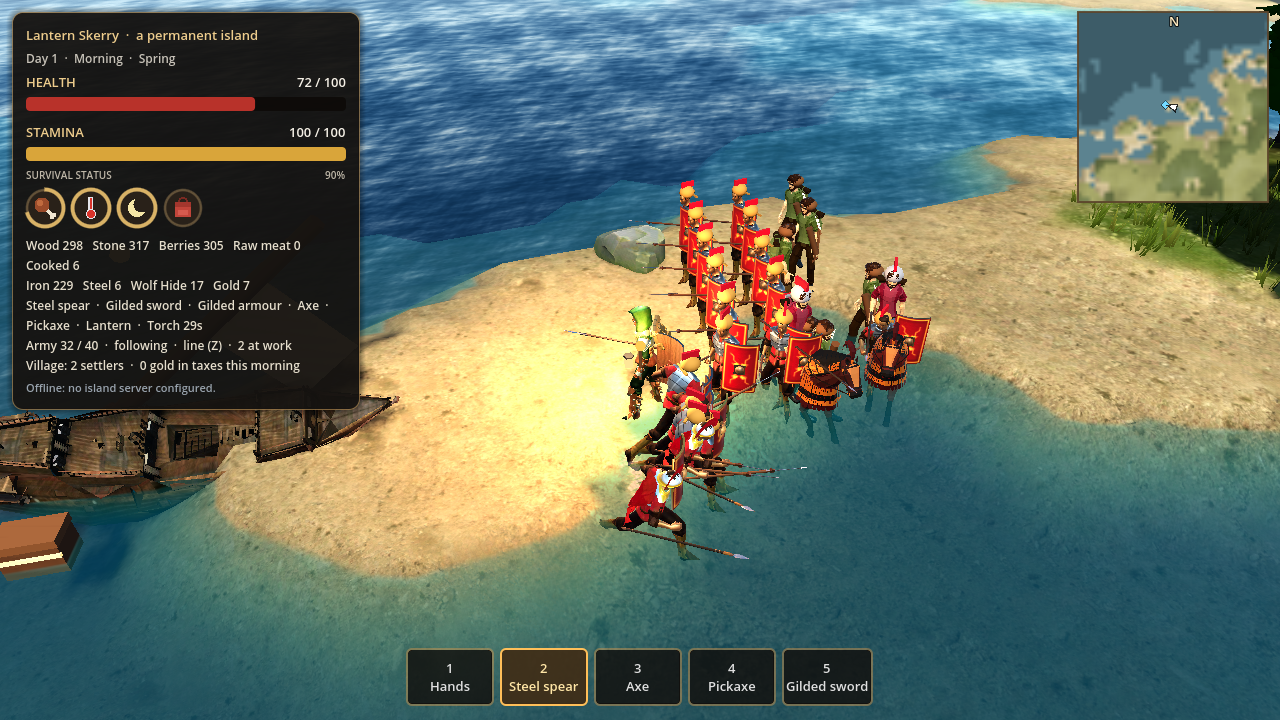 Lantern Skerry · a permanent island
Day 1 · Morning · Spring
HEALTH 72 / 100
STAMINA 100 / 100
SURVIVAL STATUS 90%
Wood 298 Stone 317 Berries 305 Raw meat 0
Cooked 6
Iron 229 Steel 6 Wolf Hide 17 Gold 7
Steel spear · Gilded sword · Gilded armour · Axe ·
Pickaxe · Lantern · Torch 29s
Army 32 / 40 · following · line (Z) · 2 at work
Village: 2 settlers · 0 gold in taxes this morning
Offline: no island server configured.
N
1 2 3 4 5
Hands Steel spear Axe Pickaxe Gilded sword